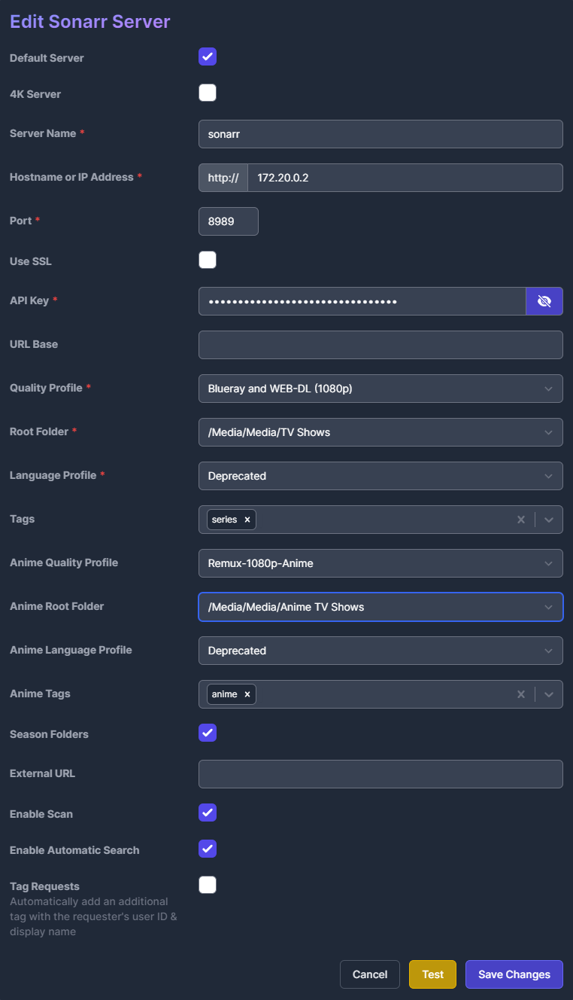 Edit Sonarr Server
Default Server
4K Server
Server Name *
sonarr
Hostname or IP Address *
http:// 172.20.0.2
Port *
8989
Use SSL
API Key *
••••••••••••••••••••••••••••••••
URL Base
Quality Profile *
Blueray and WEB-DL (1080p)
Root Folder *
/Media/Media/TV Shows
Language Profile *
Deprecated
Tags
series ×
Anime Quality Profile
Remux-1080p-Anime
Anime Root Folder
/Media/Media/Anime TV Shows
Anime Language Profile
Deprecated
Anime Tags
anime ×
Season Folders
External URL
Enable Scan
Enable Automatic Search
Tag Requests
Automatically add an additional
tag with the requester's user ID &
display name
Cancel
Test
Save Changes